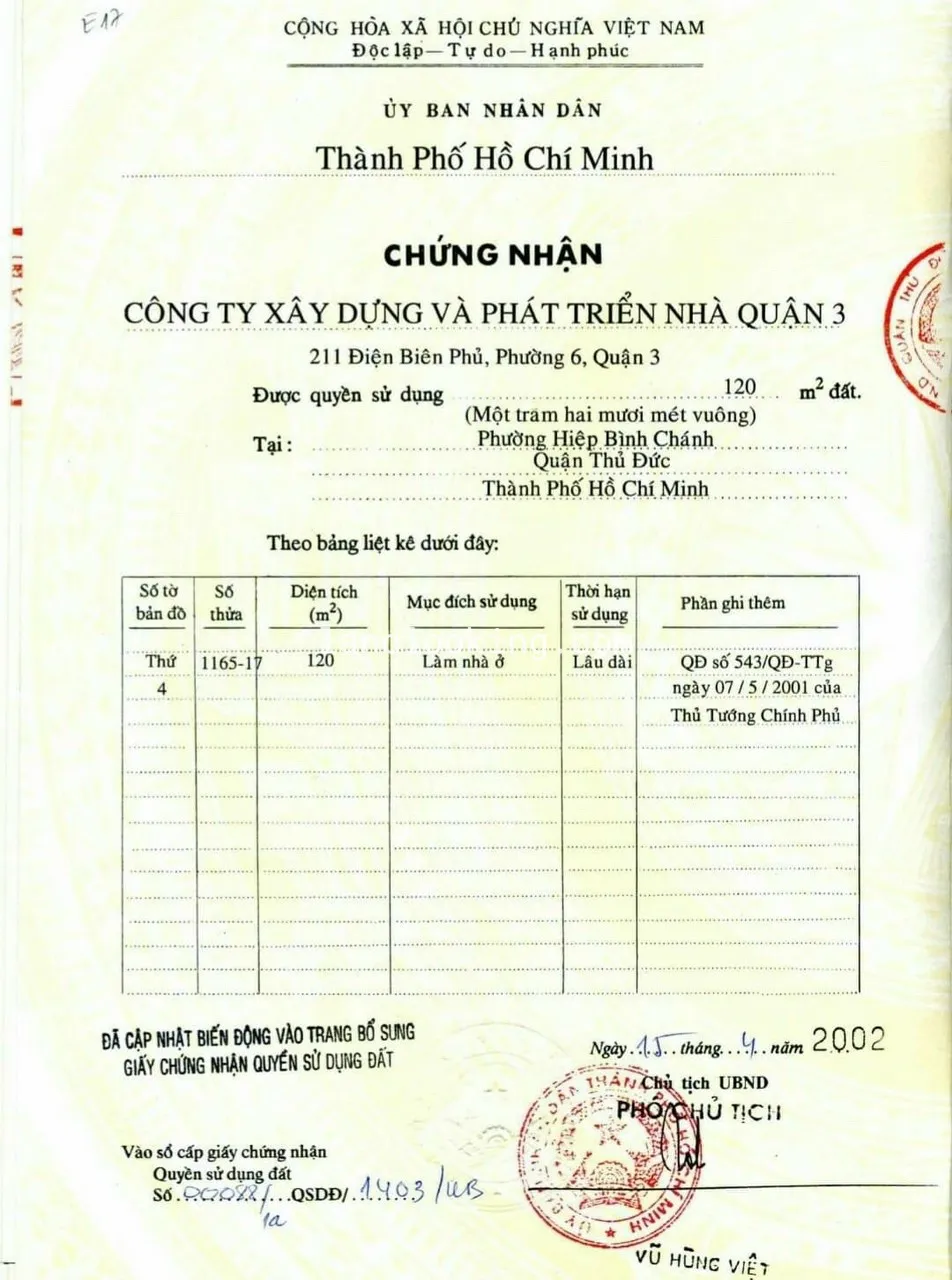 E17
CỘNG HÒA XÃ HỘI CHỦ NGHĨA VIỆT NAM
Độc lập — Tự do — Hạnh phúc
ỦY BAN NHÂN DÂN
Thành Phố Hồ Chí Minh
CHỨNG NHẬN
CÔNG TY XÂY DỰNG VÀ PHÁT TRIỂN NHÀ QUẬN 3
211 Điện Biên Phủ, Phường 6, Quận 3
Được quyền sử dụng 120 m² đất.
(Một trăm hai mươi mét vuông)
Tại : Phường Hiệp Bình Chánh
Quận Thủ Đức
Thành Phố Hồ Chí Minh
Theo bảng liệt kê dưới đây:
Số tờ bản đồ Số thửa Diện tích (m²) Mục đích sử dụng Thời hạn sử dụng Phần ghi thêm
Thứ 1165-17 120 Làm nhà ở Lâu dài QĐ số 543/QĐ-TTg
4 ngày 07 / 5 / 2001 của
Thủ Tướng Chính Phủ
ĐÃ CẬP NHẬT BIẾN ĐỘNG VÀO TRANG BỔ SUNG
GIẤY CHỨNG NHẬN QUYỀN SỬ DỤNG ĐẤT
Ngày 15 tháng 4 năm 2002
Chủ tịch UBND
PHÓ CHỦ TỊCH
Vào sổ cấp giấy chứng nhận
Quyền sử dụng đất
Số 00088/ QSDĐ/ 1403/UB
1a
VŨ HÙNG VIỆT